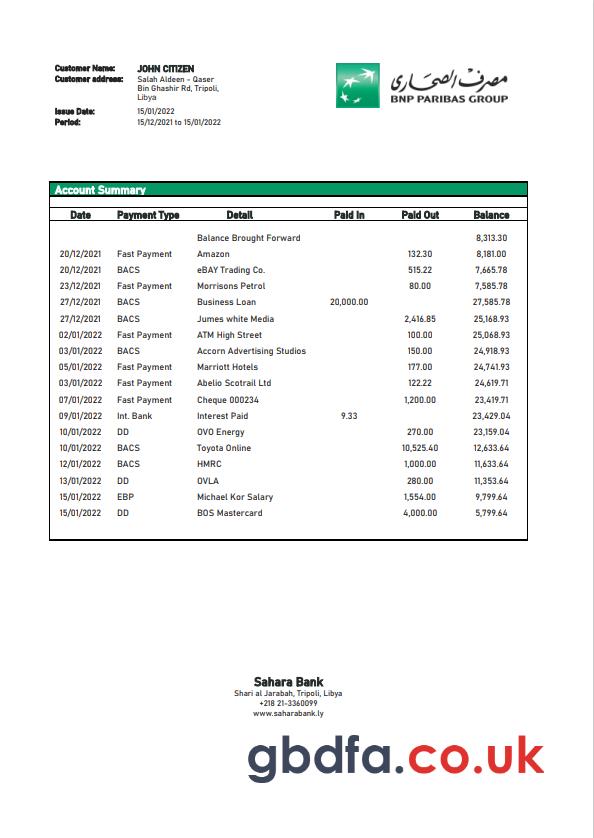 Customer Name: JOHN CITIZEN
Customer address: Salah Aldeen - Qaser
Bin Ghashir Rd, Tripoli,
Libya
Issue Date: 15/01/2022
Period: 15/12/2021 to 15/01/2022
مصرف الصحاري
BNP PARIBAS GROUP
Account Summary
Date Payment Type Detail Paid In Paid Out Balance
Balance Brought Forward 8,313.30
20/12/2021 Fast Payment Amazon 132.30 8,181.00
20/12/2021 BACS eBAY Trading Co. 515.22 7,665.78
23/12/2021 Fast Payment Morrisons Petrol 80.00 7,585.78
27/12/2021 BACS Business Loan 20,000.00 27,585.78
27/12/2021 BACS Jumes white Media 2,416.85 25,168.93
02/01/2022 Fast Payment ATM High Street 100.00 25,068.93
03/01/2022 BACS Accorn Advertising Studios 150.00 24,918.93
05/01/2022 Fast Payment Marriott Hotels 177.00 24,741.93
03/01/2022 Fast Payment Abelio Scotrail Ltd 122.22 24,619.71
07/01/2022 Fast Payment Cheque 000234 1,200.00 23,419.71
09/01/2022 Int. Bank Interest Paid 9.33 23,429.04
10/01/2022 DD OVO Energy 270.00 23,159.04
10/01/2022 BACS Toyota Online 10,525.40 12,633.64
12/01/2022 BACS HMRC 1,000.00 11,633.64
13/01/2022 DD OVLA 280.00 11,353.64
15/01/2022 EBP Michael Kor Salary 1,554.00 9,799.64
15/01/2022 DD BOS Mastercard 4,000.00 5,799.64
Sahara Bank
Shari al Jarabah, Tripoli, Libya
+218 21-3360099
www.saharabank.ly
gbdfa.co.uk